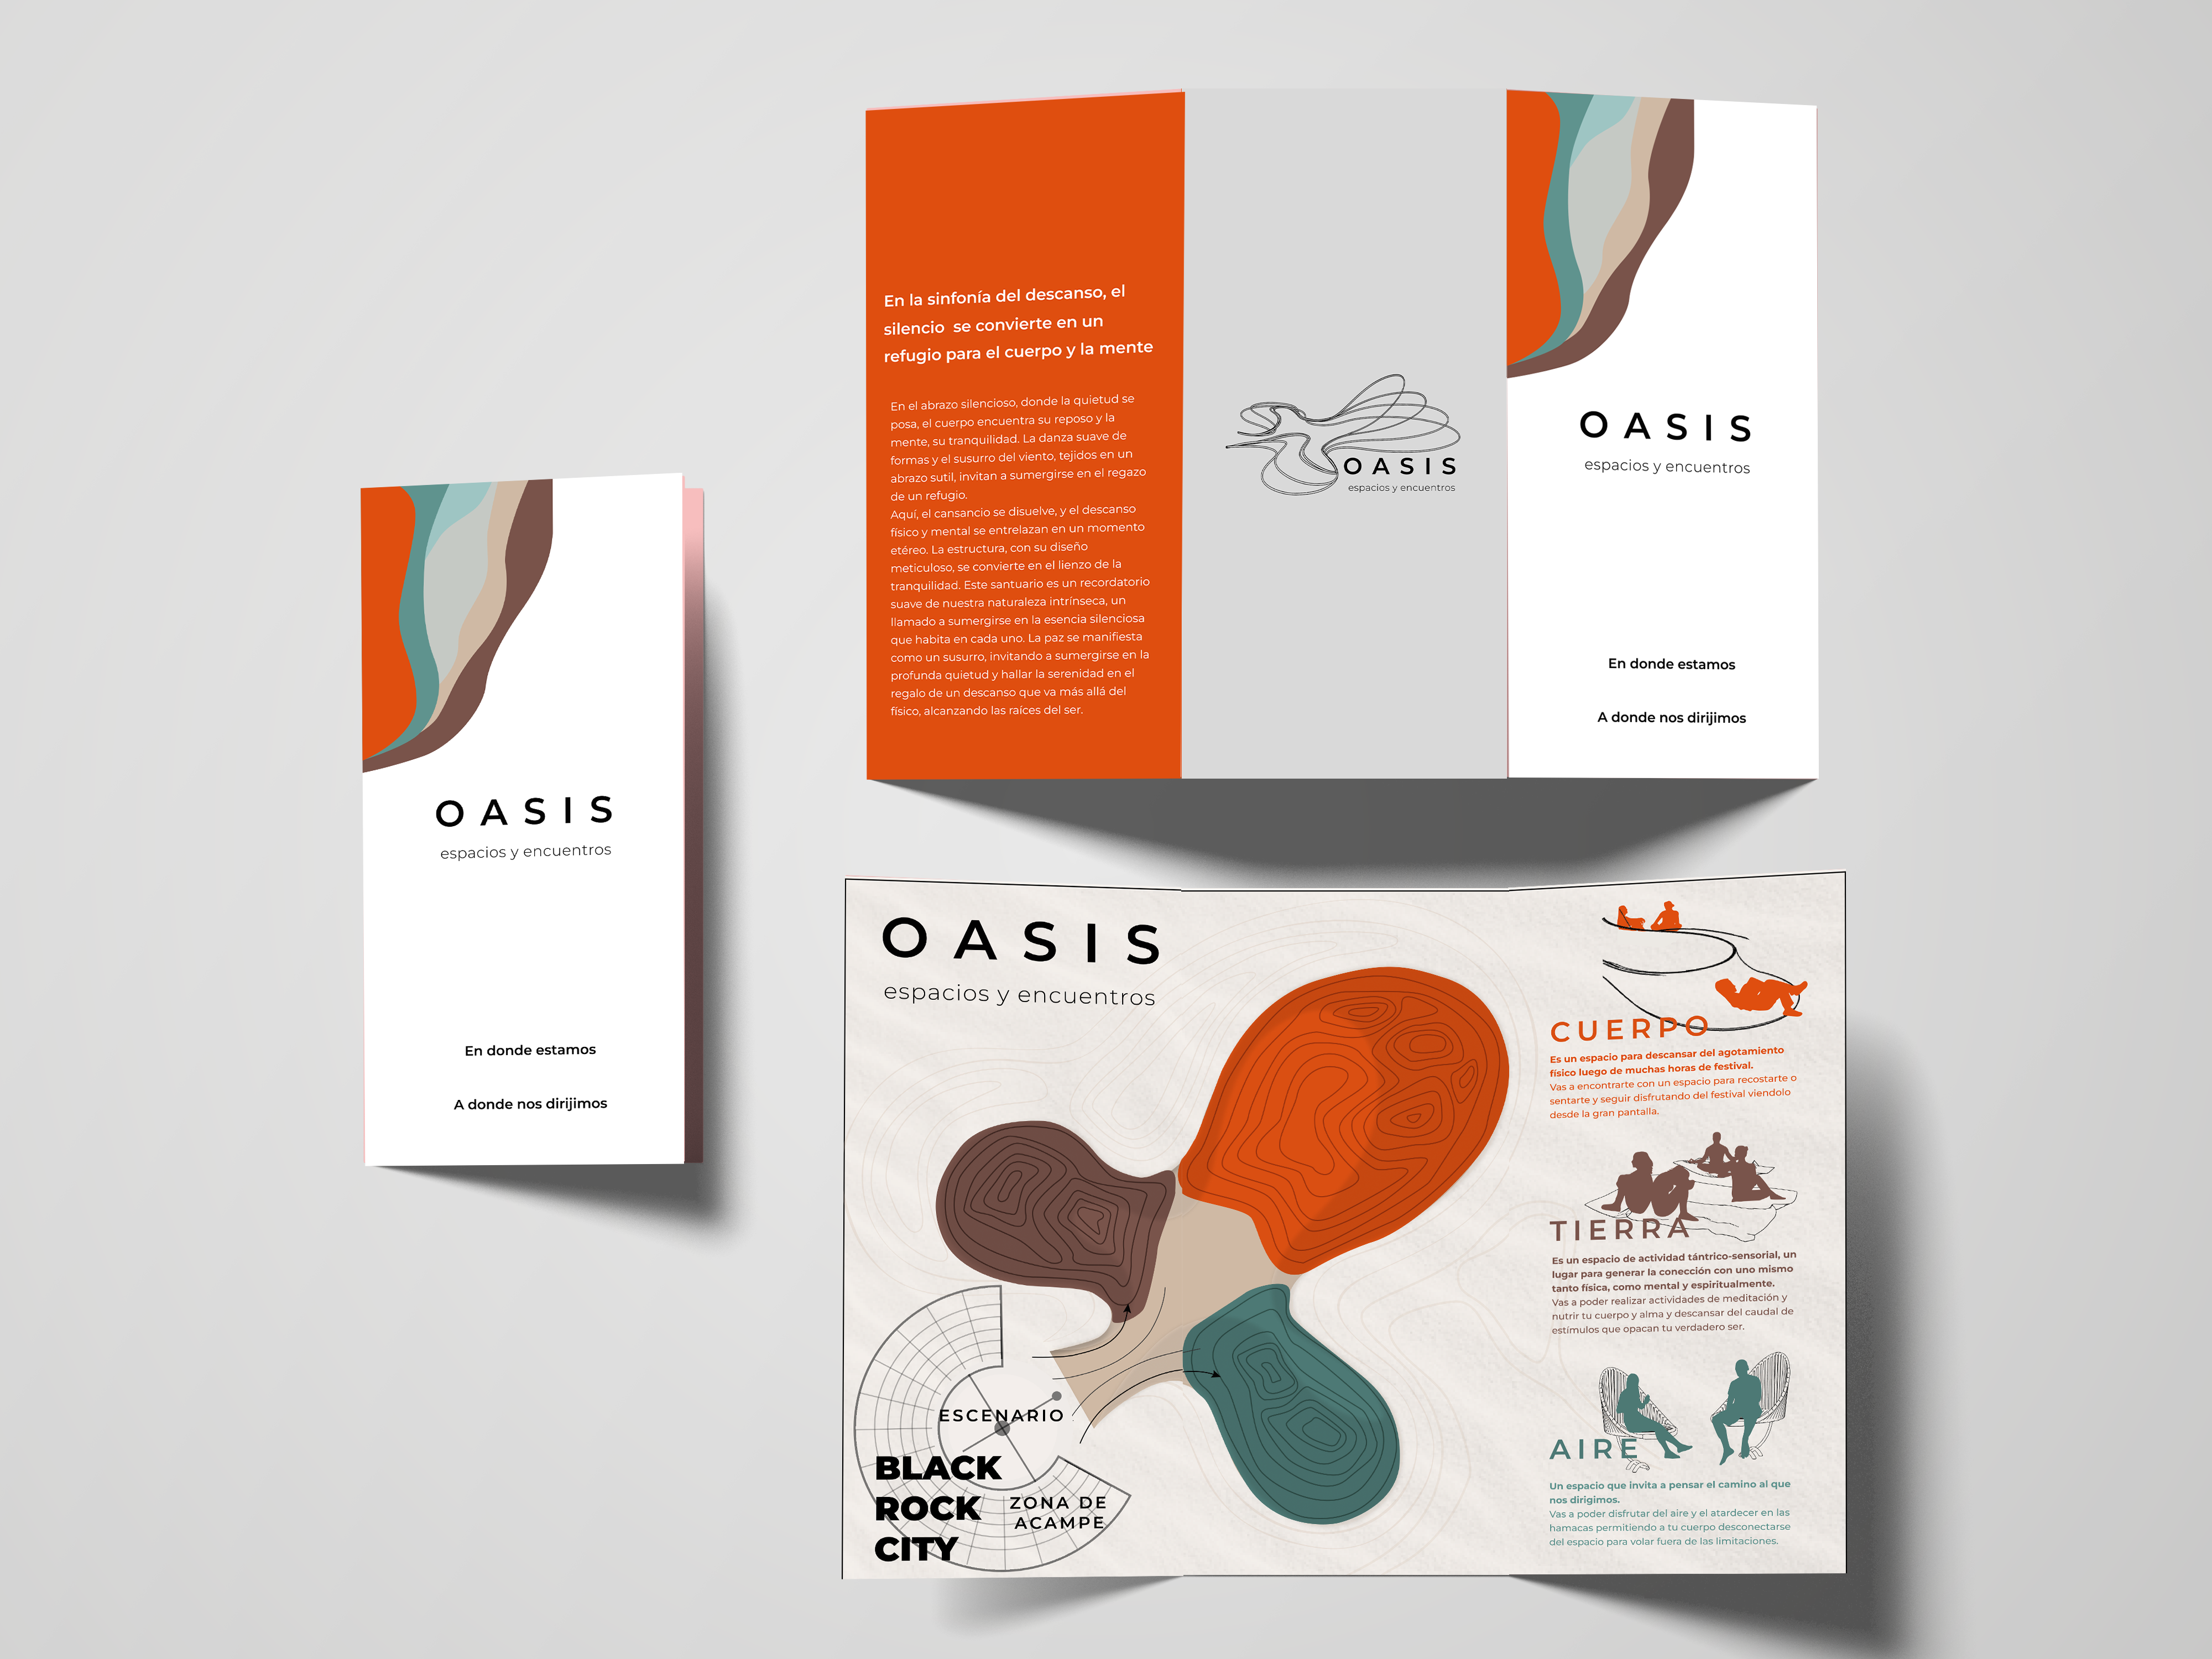 OASIS
espacios y encuentros
En donde estamos
A donde nos dirijimos
En la sinfonía del descanso, el
silencio se convierte en un
refugio para el cuerpo y la mente
En el abrazo silencioso, donde la quietud se
posa, el cuerpo encuentra su reposo y la
mente, su tranquilidad. La danza suave de
formas y el susurro del viento, tejidos en un
abrazo sutil, invitan a sumergirse en el regazo
de un refugio.
Aquí, el cansancio se disuelve, y el descanso
físico y mental se entrelazan en un momento
etéreo. La estructura, con su diseño
meticuloso, se convierte en el lienzo de la
tranquilidad. Este santuario es un recordatorio
suave de nuestra naturaleza intrínseca, un
llamado a sumergirse en la esencia silenciosa
que habita en cada uno. La paz se manifiesta
como un susurro, invitando a sumergirse en la
profunda quietud y hallar la serenidad en el
regalo de un descanso que va más allá del
físico, alcanzando las raíces del ser.
OASIS
espacios y encuentros
OASIS
espacios y encuentros
En donde estamos
A donde nos dirijimos
OASIS
espacios y encuentros
ESCENARIO
BLACK
ROCK
CITY
ZONA DE
ACAMPE
CUERPO
Es un espacio para descansar del agotamiento
físico luego de muchas horas de festival.
Vas a encontrarte con un espacio para recostarte o
sentarte y seguir disfrutando del festival viendolo
desde la gran pantalla.
TIERRA
Es un espacio de actividad tántrico-sensorial, un
lugar para generar la conección con uno mismo
tanto física, como mental y espiritualmente.
Vas a poder realizar actividades de meditación y
nutrir tu cuerpo y alma y descansar del caudal de
estímulos que opacan tu verdadero ser.
AIRE
Un espacio que invita a pensar el camino al que
nos dirigimos.
Vas a poder disfrutar del aire y el atardecer en las
hamacas permitiendo a tu cuerpo desconectarse
del espacio para volar fuera de las limitaciones.